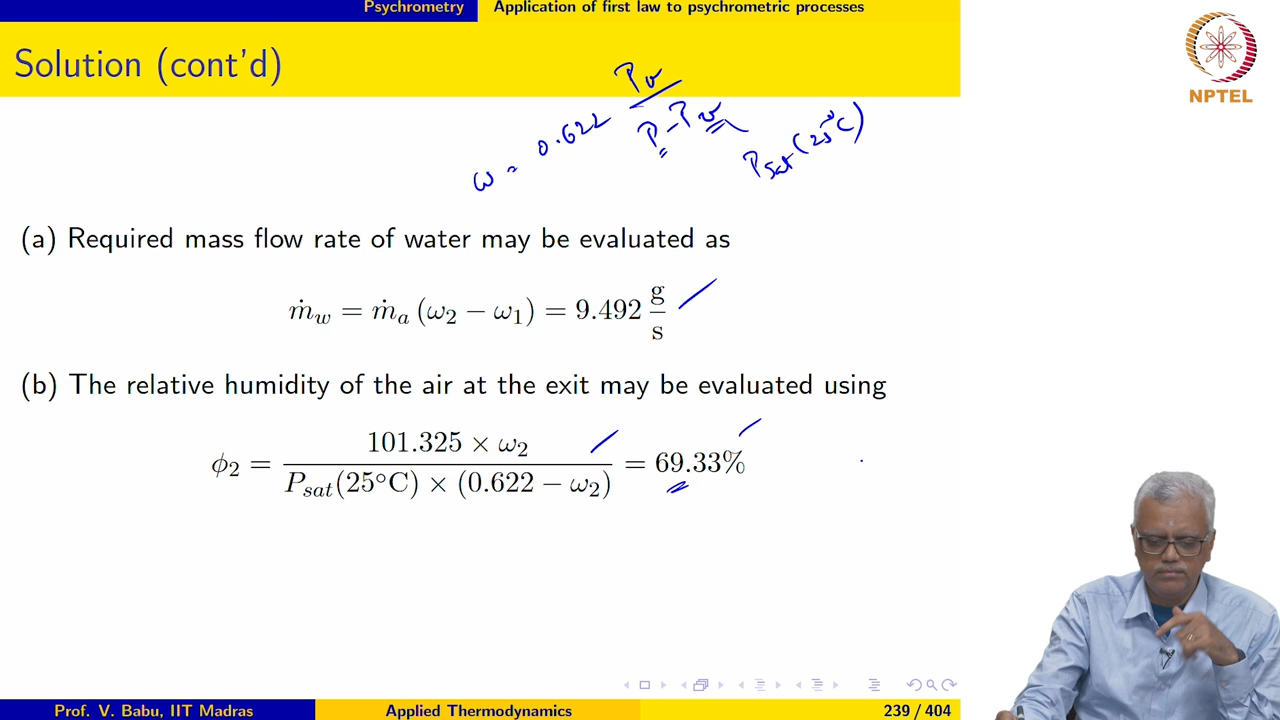 Psychrometry Application of first law to psychrometric processes
Solution (cont'd)
NPTEL
ω = 0.622 Pv / (P - Pv)
Psat (25°C)
(a) Required mass flow rate of water may be evaluated as
ṁ_w = ṁ_a (ω₂ − ω₁) = 9.492 g/s
(b) The relative humidity of the air at the exit may be evaluated using
ϕ₂ = 101.325 × ω₂ / P_sat(25°C) × (0.622 − ω₂) = 69.33%
Prof. V. Babu, IIT Madras Applied Thermodynamics 239 / 404